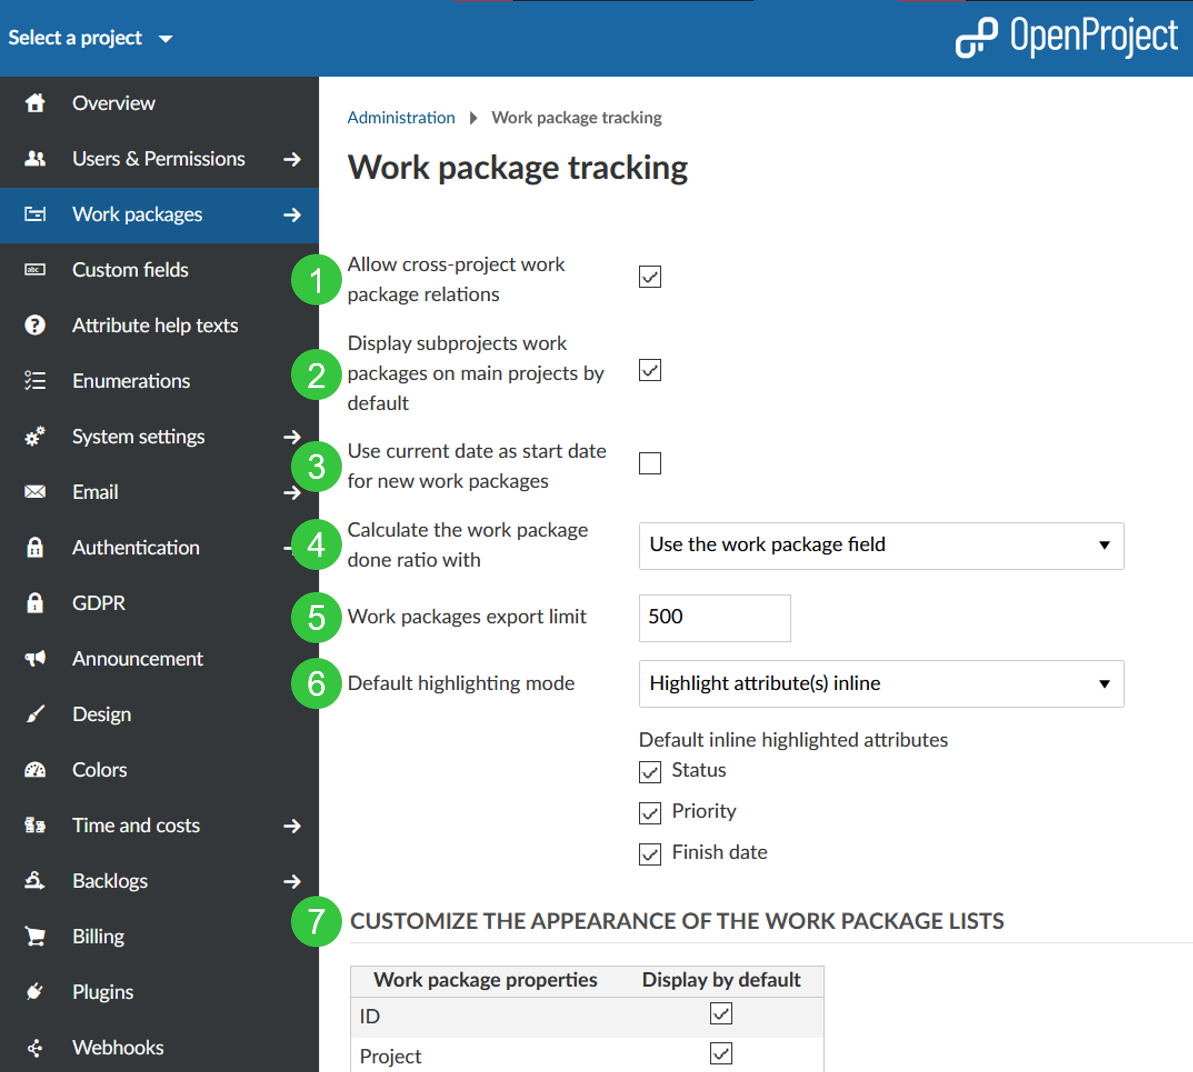 Select a project
OpenProject
Overview
Users & Permissions
Work packages
Custom fields
Attribute help texts
Enumerations
System settings
Email
Authentication
GDPR
Announcement
Design
Colors
Time and costs
Backlogs
Billing
Plugins
Webhooks
Administration Work package tracking
Work package tracking
1 Allow cross-project work
package relations
2 Display subprojects work
packages on main projects by
default
3 Use current date as start date
for new work packages
4 Calculate the work package
done ratio with
Use the work package field
5 Work packages export limit 500
6 Default highlighting mode Highlight attribute(s) inline
Default inline highlighted attributes
Status
Priority
Finish date
7 CUSTOMIZE THE APPEARANCE OF THE WORK PACKAGE LISTS
Work package properties Display by default
ID
Project